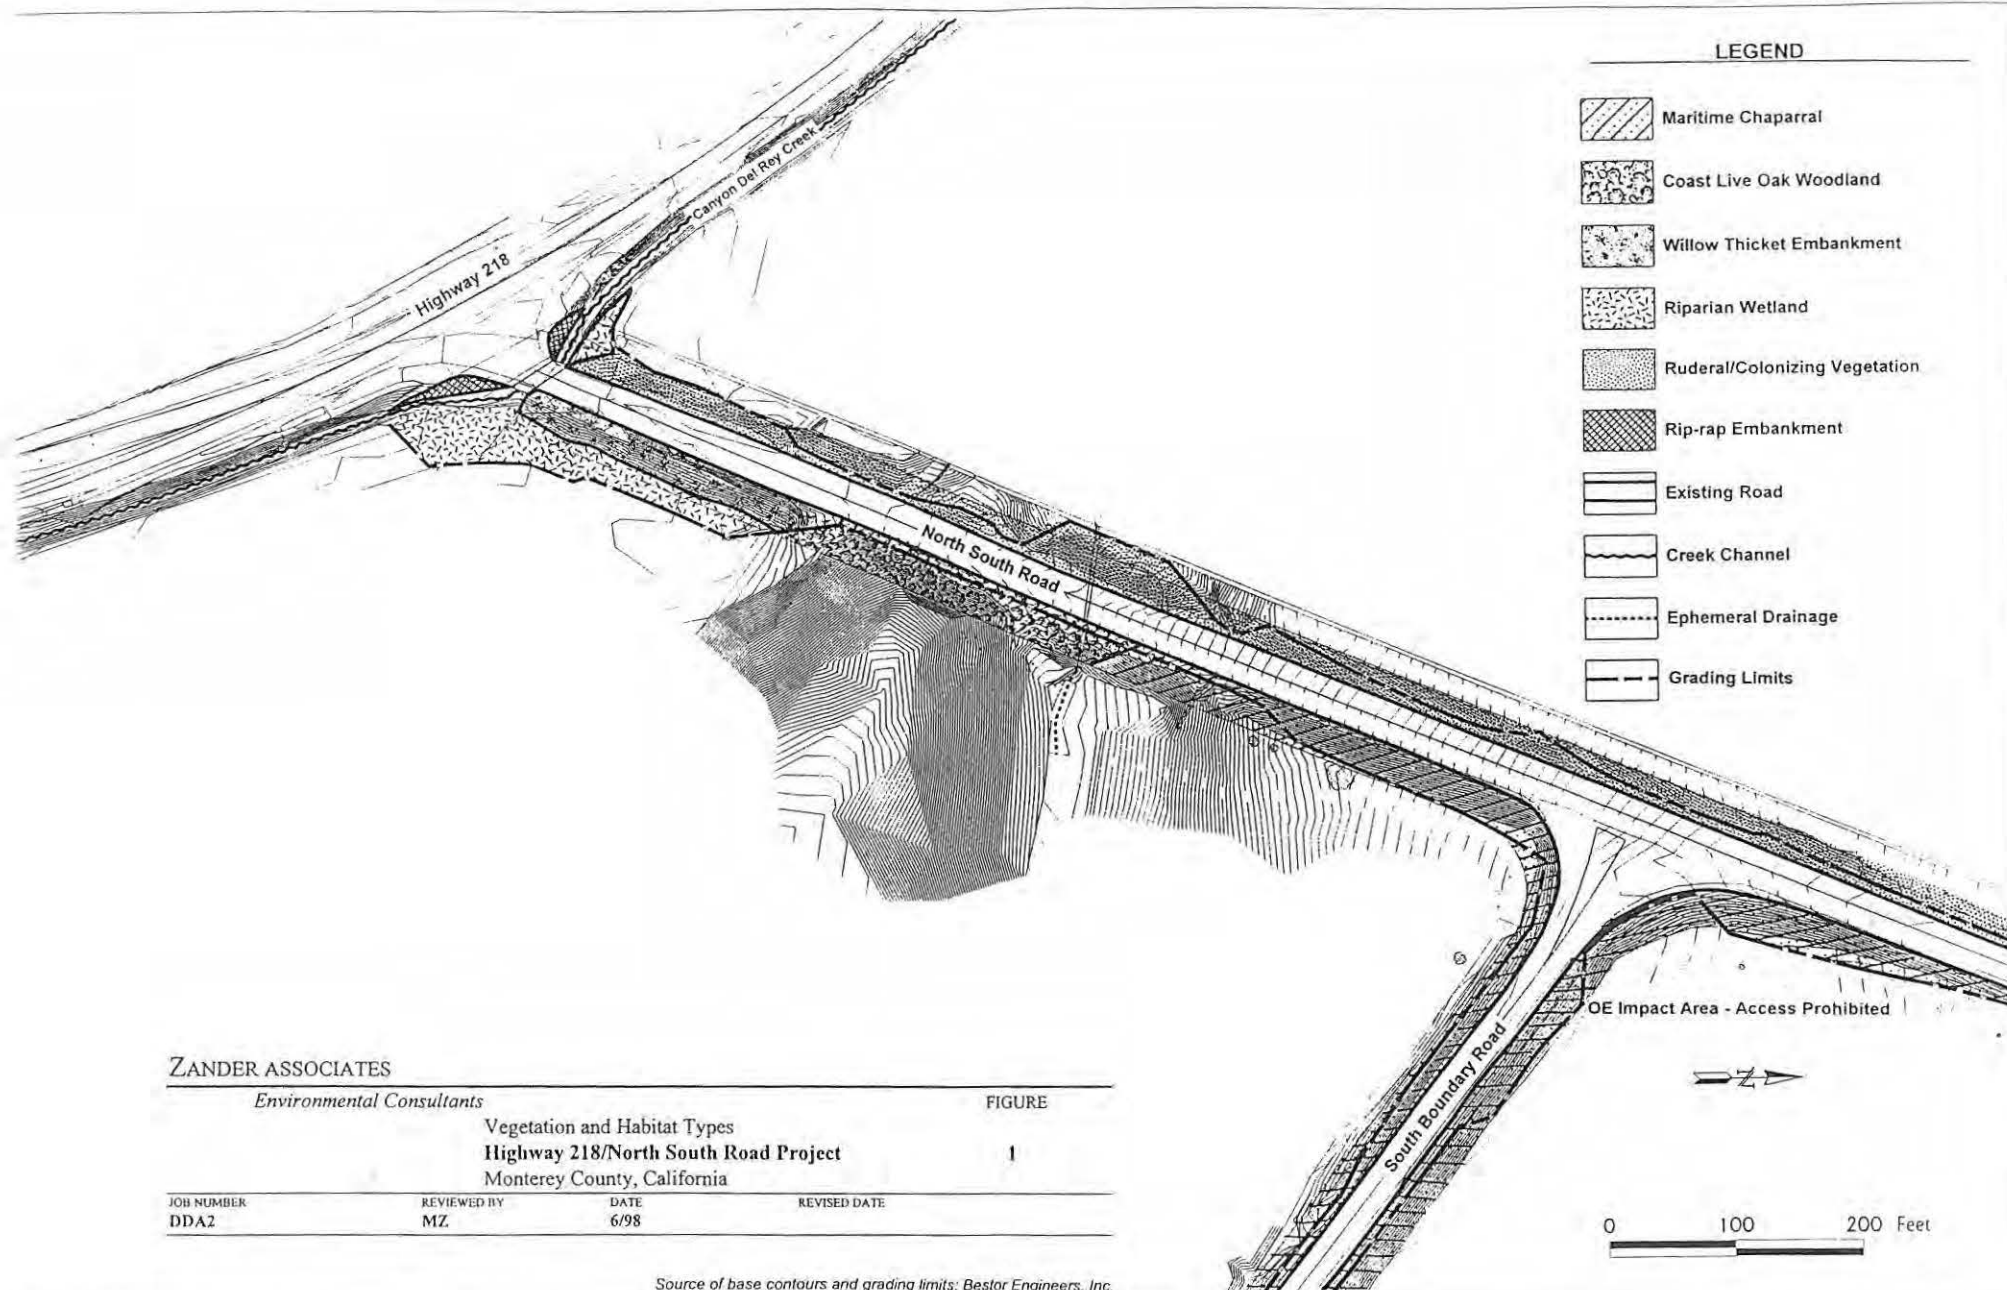 LEGEND
Maritime Chaparral
Coast Live Oak Woodland
Willow Thicket Embankment
Riparian Wetland
Ruderal/Colonizing Vegetation
Rip-rap Embankment
Existing Road
Creek Channel
Ephemeral Drainage
Grading Limits
Canyon Del Rey Creek
Highway 218
North South Road
South Boundary Road
OE Impact Area - Access Prohibited
Z
0 100 200 Feet
ZANDER ASSOCIATES
Environmental Consultants FIGURE
Vegetation and Habitat Types
Highway 218/North South Road Project 1
Monterey County, California
JOB NUMBER REVIEWED BY DATE REVISED DATE
DDA2 MZ 6/98
Source of base contours and grading limits: Bestor Engineers, Inc.